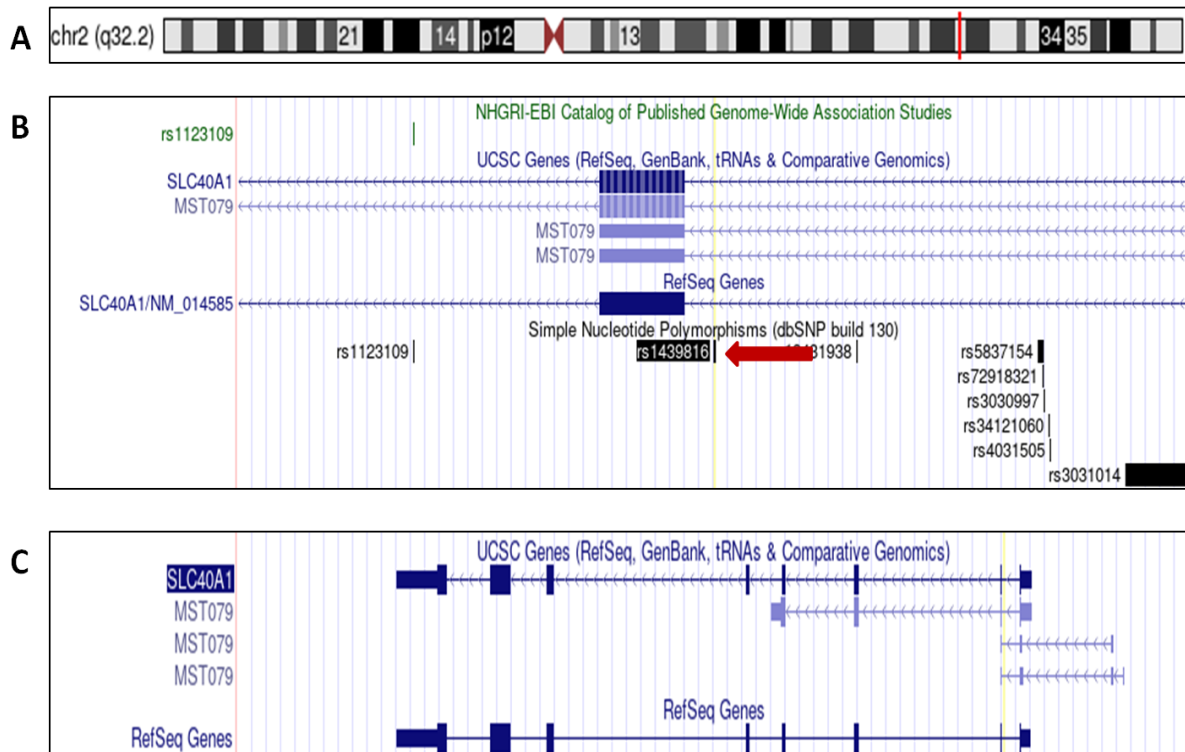 A
chr2 (q32.2) 21 14 p12 13 34 35
B
NHGRI-EBI Catalog of Published Genome-Wide Association Studies
rs1123109
UCSC Genes (RefSeq, GenBank, tRNAs & Comparative Genomics)
SLC40A1
MST079
MST079
MST079
RefSeq Genes
SLC40A1/NM_014585
Simple Nucleotide Polymorphisms (dbSNP build 130)
rs1123109 rs1439816 rs5837154
rs72918321
rs3030997
rs34121060
rs4031505
rs3031014
C
UCSC Genes (RefSeq, GenBank, tRNAs & Comparative Genomics)
SLC40A1
MST079
MST079
MST079
RefSeq Genes
RefSeq Genes